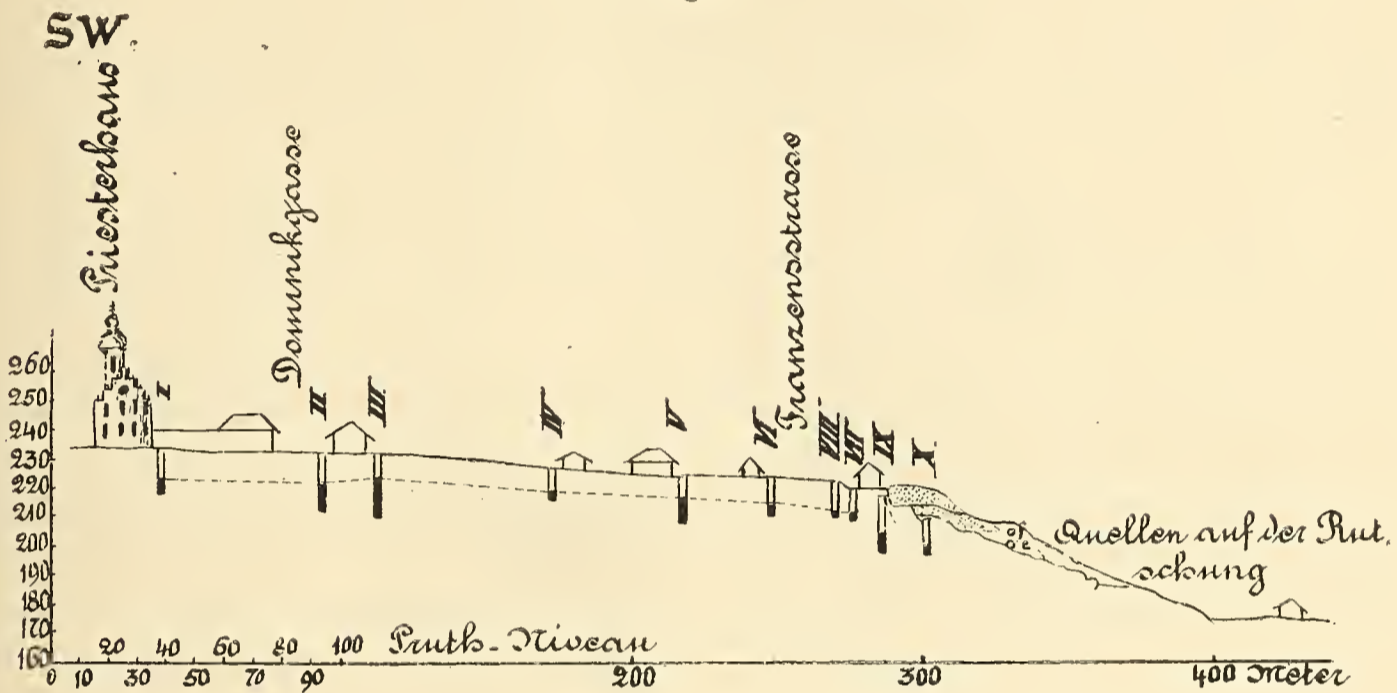 SW.
Priesterhaus
Dominikgasse
Franzensstrasse
I II III IV V VI VIII VII IX X
260
250
240
230
220
210
200
190
180
170
160
Quellen auf der Rut-
schung
20 40 60 80 100 Pruth-Niveau
0 10 30 50 70 90 200 300 400 Meter